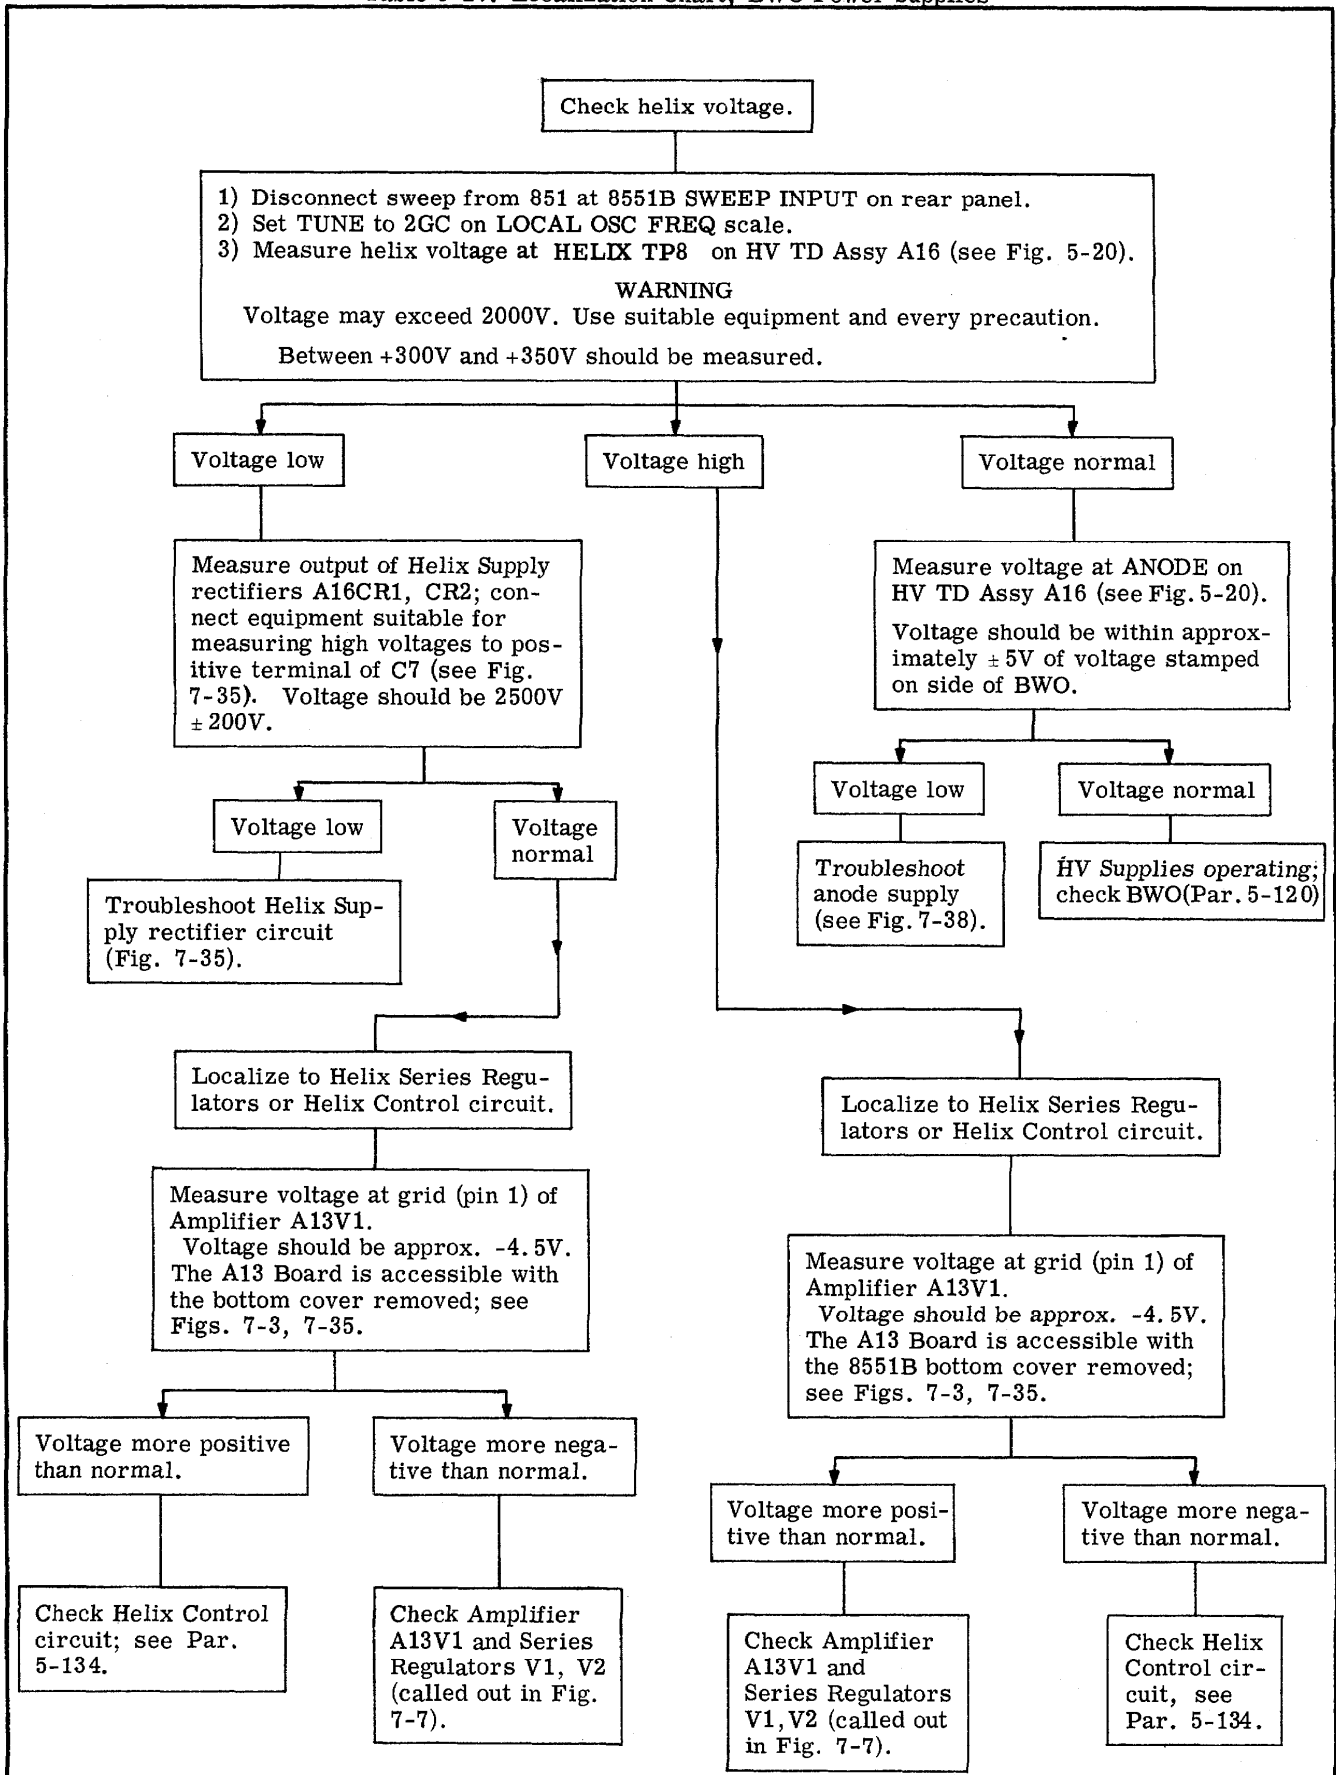 Check helix voltage.
1) Disconnect sweep from 851 at 8551B SWEEP INPUT on rear panel.
2) Set TUNE to 2GC on LOCAL OSC FREQ scale.
3) Measure helix voltage at HELIX TP8 on HV TD Assy A16 (see Fig. 5-20).
WARNING
Voltage may exceed 2000V. Use suitable equipment and every precaution.
Between +300V and +350V should be measured.
Voltage low
Voltage high
Voltage normal
Measure output of Helix Supply
rectifiers A16CR1, CR2; con-
nect equipment suitable for
measuring high voltages to pos-
itive terminal of C7 (see Fig.
7-35). Voltage should be 2500V
± 200V.
Measure voltage at ANODE on
HV TD Assy A16 (see Fig. 5-20).
Voltage should be within approx-
imately ± 5V of voltage stamped
on side of BWO.
Voltage low
Voltage
normal
Voltage low
Voltage normal
Troubleshoot Helix Sup-
ply rectifier circuit
(Fig. 7-35).
Troubleshoot
anode supply
(see Fig. 7-38).
HV Supplies operating;
check BWO(Par. 5-120)
Localize to Helix Series Regu-
lators or Helix Control circuit.
Localize to Helix Series Regu-
lators or Helix Control circuit.
Measure voltage at grid (pin 1) of
Amplifier A13V1.
Voltage should be approx. -4.5V.
The A13 Board is accessible with
the bottom cover removed; see
Figs. 7-3, 7-35.
Measure voltage at grid (pin 1) of
Amplifier A13V1.
Voltage should be approx. -4.5V.
The A13 Board is accessible with
the 8551B bottom cover removed;
see Figs. 7-3, 7-35.
Voltage more positive
than normal.
Voltage more nega-
tive than normal.
Voltage more posi-
tive than normal.
Voltage more nega-
tive than normal.
Check Helix Control
circuit; see Par.
5-134.
Check Amplifier
A13V1 and Series
Regulators V1, V2
(called out in Fig.
7-7).
Check Amplifier
A13V1 and
Series Regulators
V1,V2 (called out
in Fig. 7-7).
Check Helix
Control cir-
cuit, see
Par. 5-134.